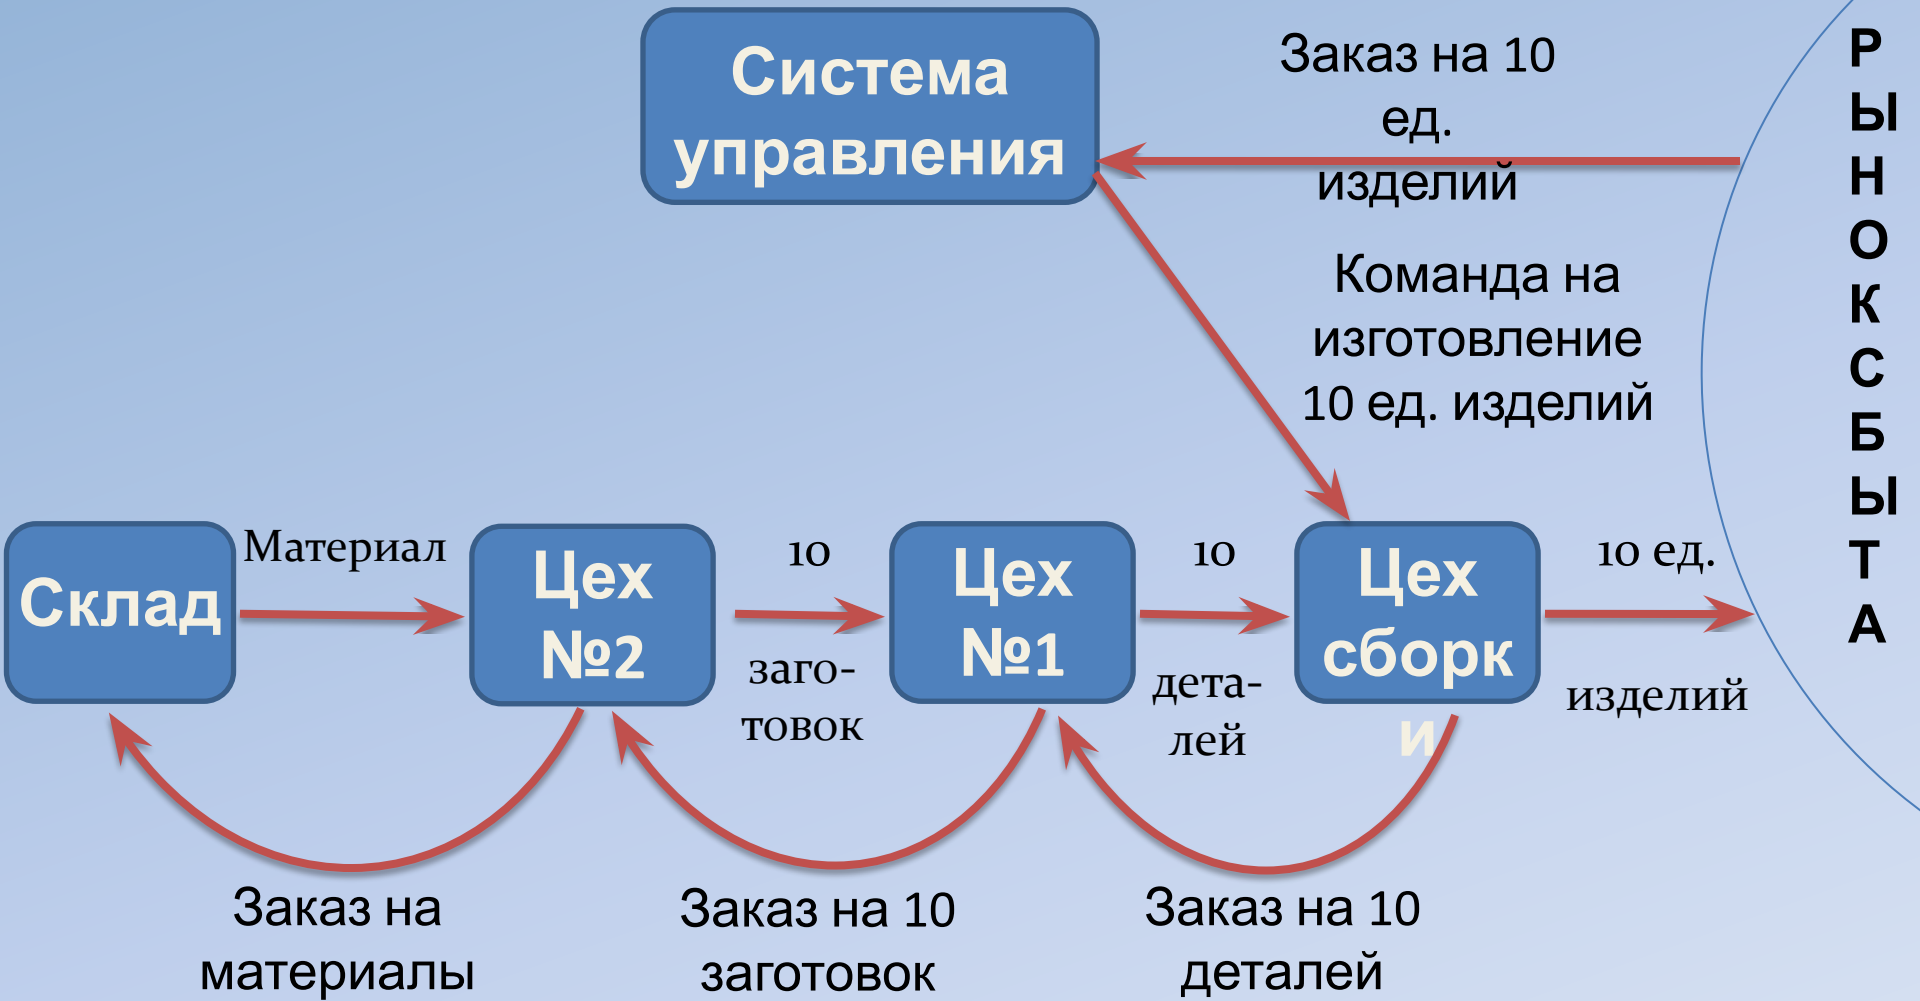 Система
управления
Заказ на 10
ед.
изделий
Команда на
изготовление
10 ед. изделий
Р
Ы
Н
О
К
С
Б
Ы
Т
А
Склад
Материал
Цех
№2
10
заго-
товок
Цех
№1
10
дета-
лей
Цех
сборк
и
10 ед.
изделий
Заказ на
материалы
Заказ на 10
заготовок
Заказ на 10
деталей